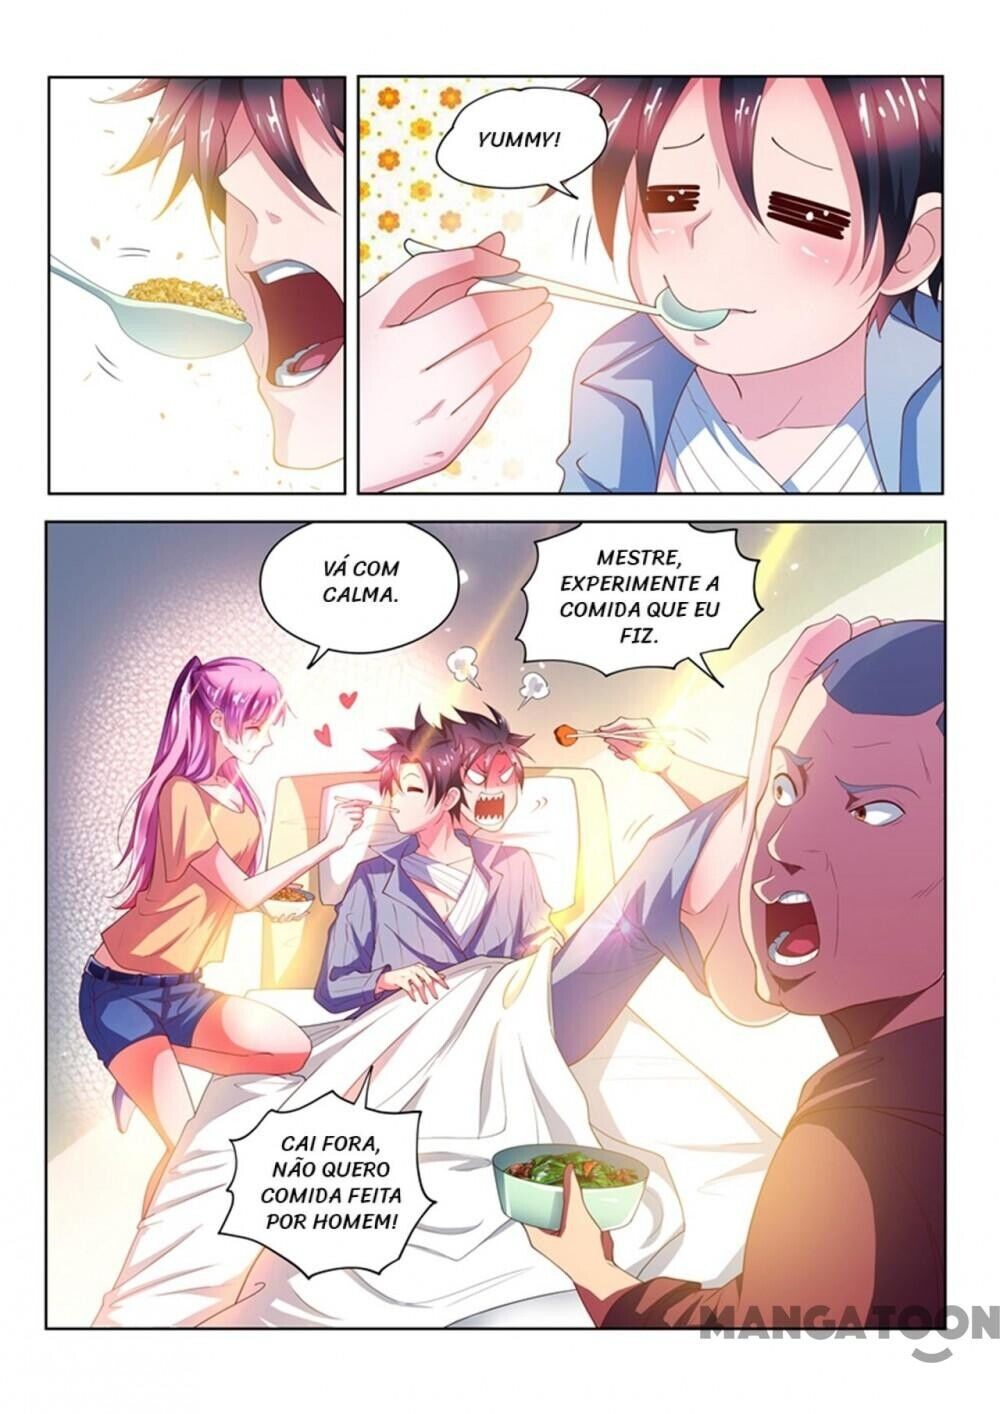 YUMMY!
VÁ COM
CALMA.
MESTRE,
EXPERIMENTE A
COMIDA QUE EU
FIZ.
CAI FORA,
NÃO QUERO
COMIDA FEITA
POR HOMEM!
MANGATOON